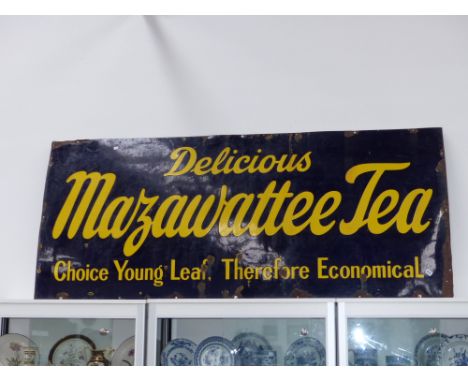 Delicious
Mazawattee Tea
Choice Young Leaf. Therefore Economical.